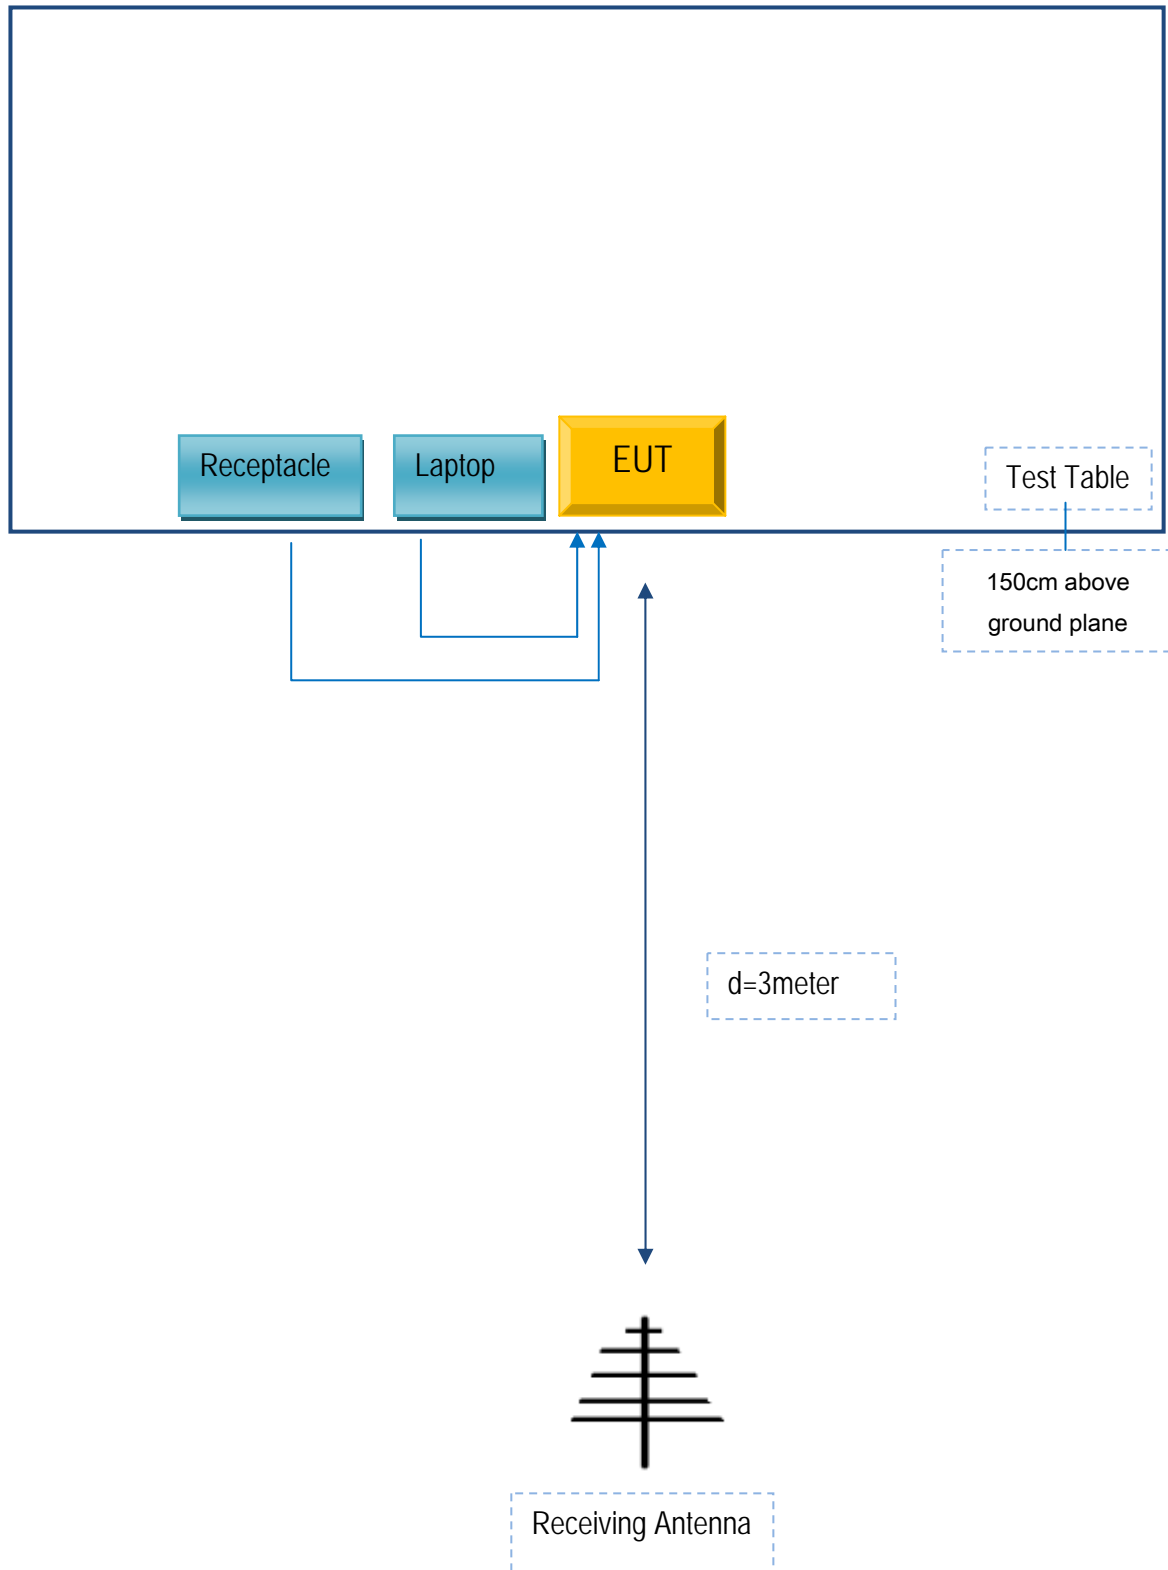 Receptacle
Laptop
EUT
Test Table
150cm above
ground plane
d=3meter
Receiving Antenna